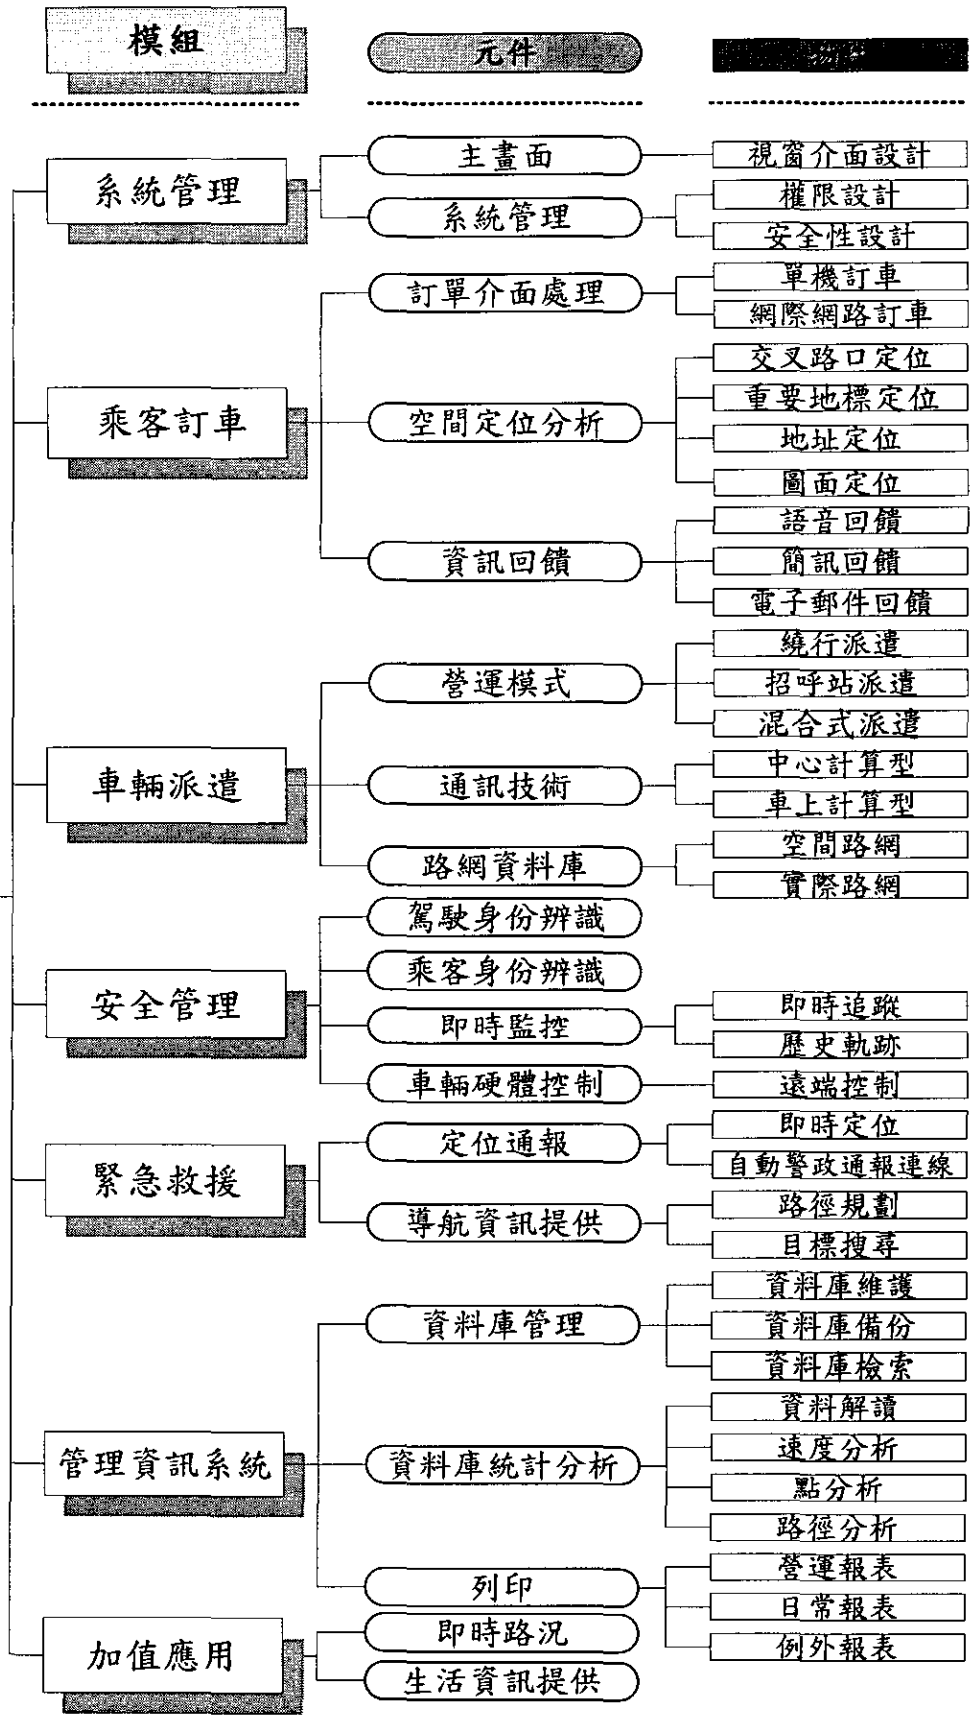 模組
元件
物件
系統管理
主畫面
視窗介面設計
系統管理
權限設計
安全性設計
乘客訂車
訂單介面處理
單機訂車
網際網路訂車
空間定位分析
交叉路口定位
重要地標定位
地址定位
圖面定位
資訊回饋
語音回饋
簡訊回饋
電子郵件回饋
車輛派遣
營運模式
繞行派遣
招呼站派遣
混合式派遣
通訊技術
中心計算型
車上計算型
路網資料庫
空間路網
實際路網
安全管理
駕駛身份辨識
乘客身份辨識
即時監控
即時追蹤
歷史軌跡
車輛硬體控制
遠端控制
緊急救援
定位通報
即時定位
自動警政通報連線
導航資訊提供
路徑規劃
目標搜尋
管理資訊系統
資料庫管理
資料庫維護
資料庫備份
資料庫檢索
資料庫統計分析
資料解讀
速度分析
點分析
路徑分析
列印
營運報表
日常報表
例外報表
加值應用
即時路況
生活資訊提供